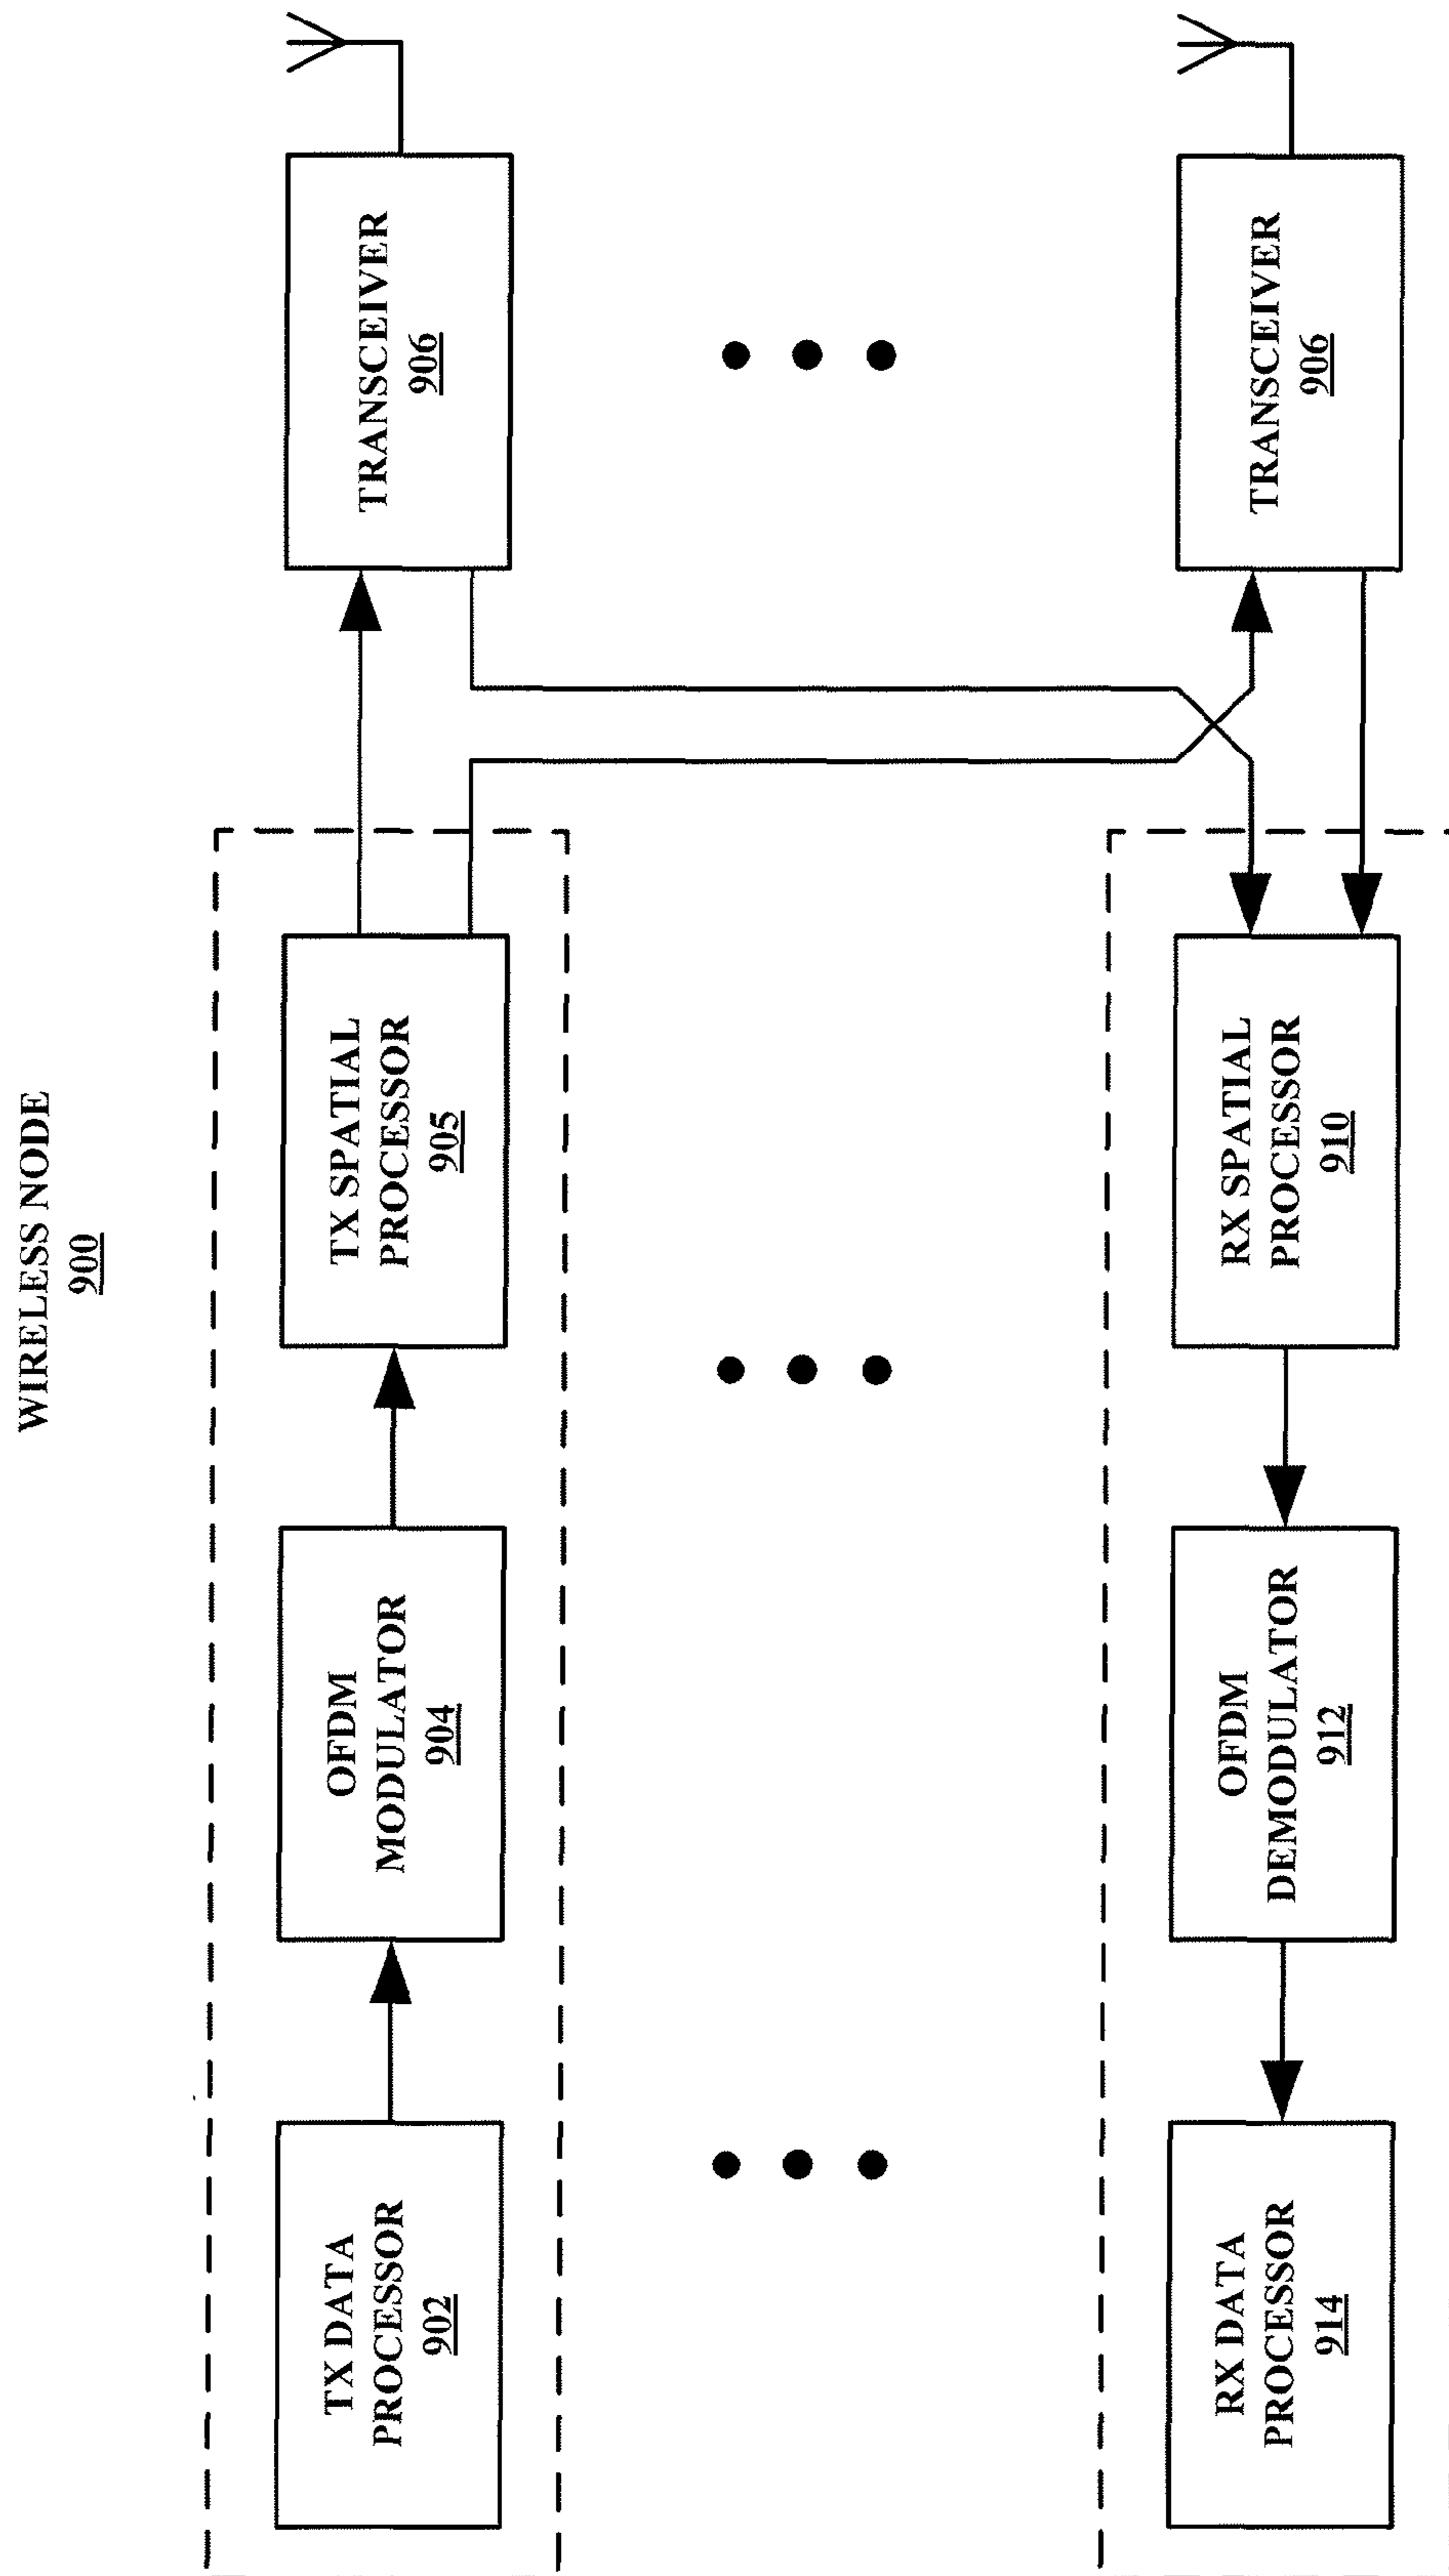 WIRELESS NODE
900
TX DATA
PROCESSOR
902
OFDM
MODULATOR
904
TX SPATIAL
PROCESSOR
905
TRANSCEIVER
906
RX DATA
PROCESSOR
914
OFDM
DEMODULATOR
912
RX SPATIAL
PROCESSOR
910
TRANSCEIVER
906